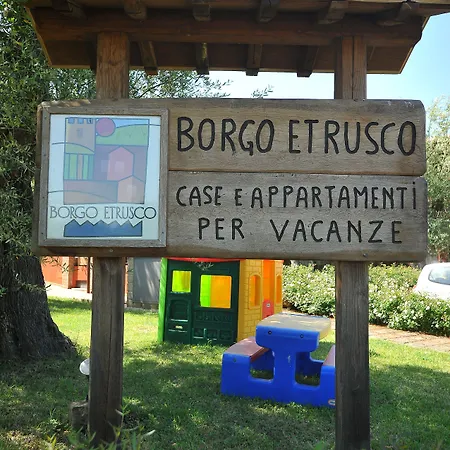 BORGO ETRUSCO
BORGO ETRUSCO
CASE E APPARTAMENTI
PER VACANZE